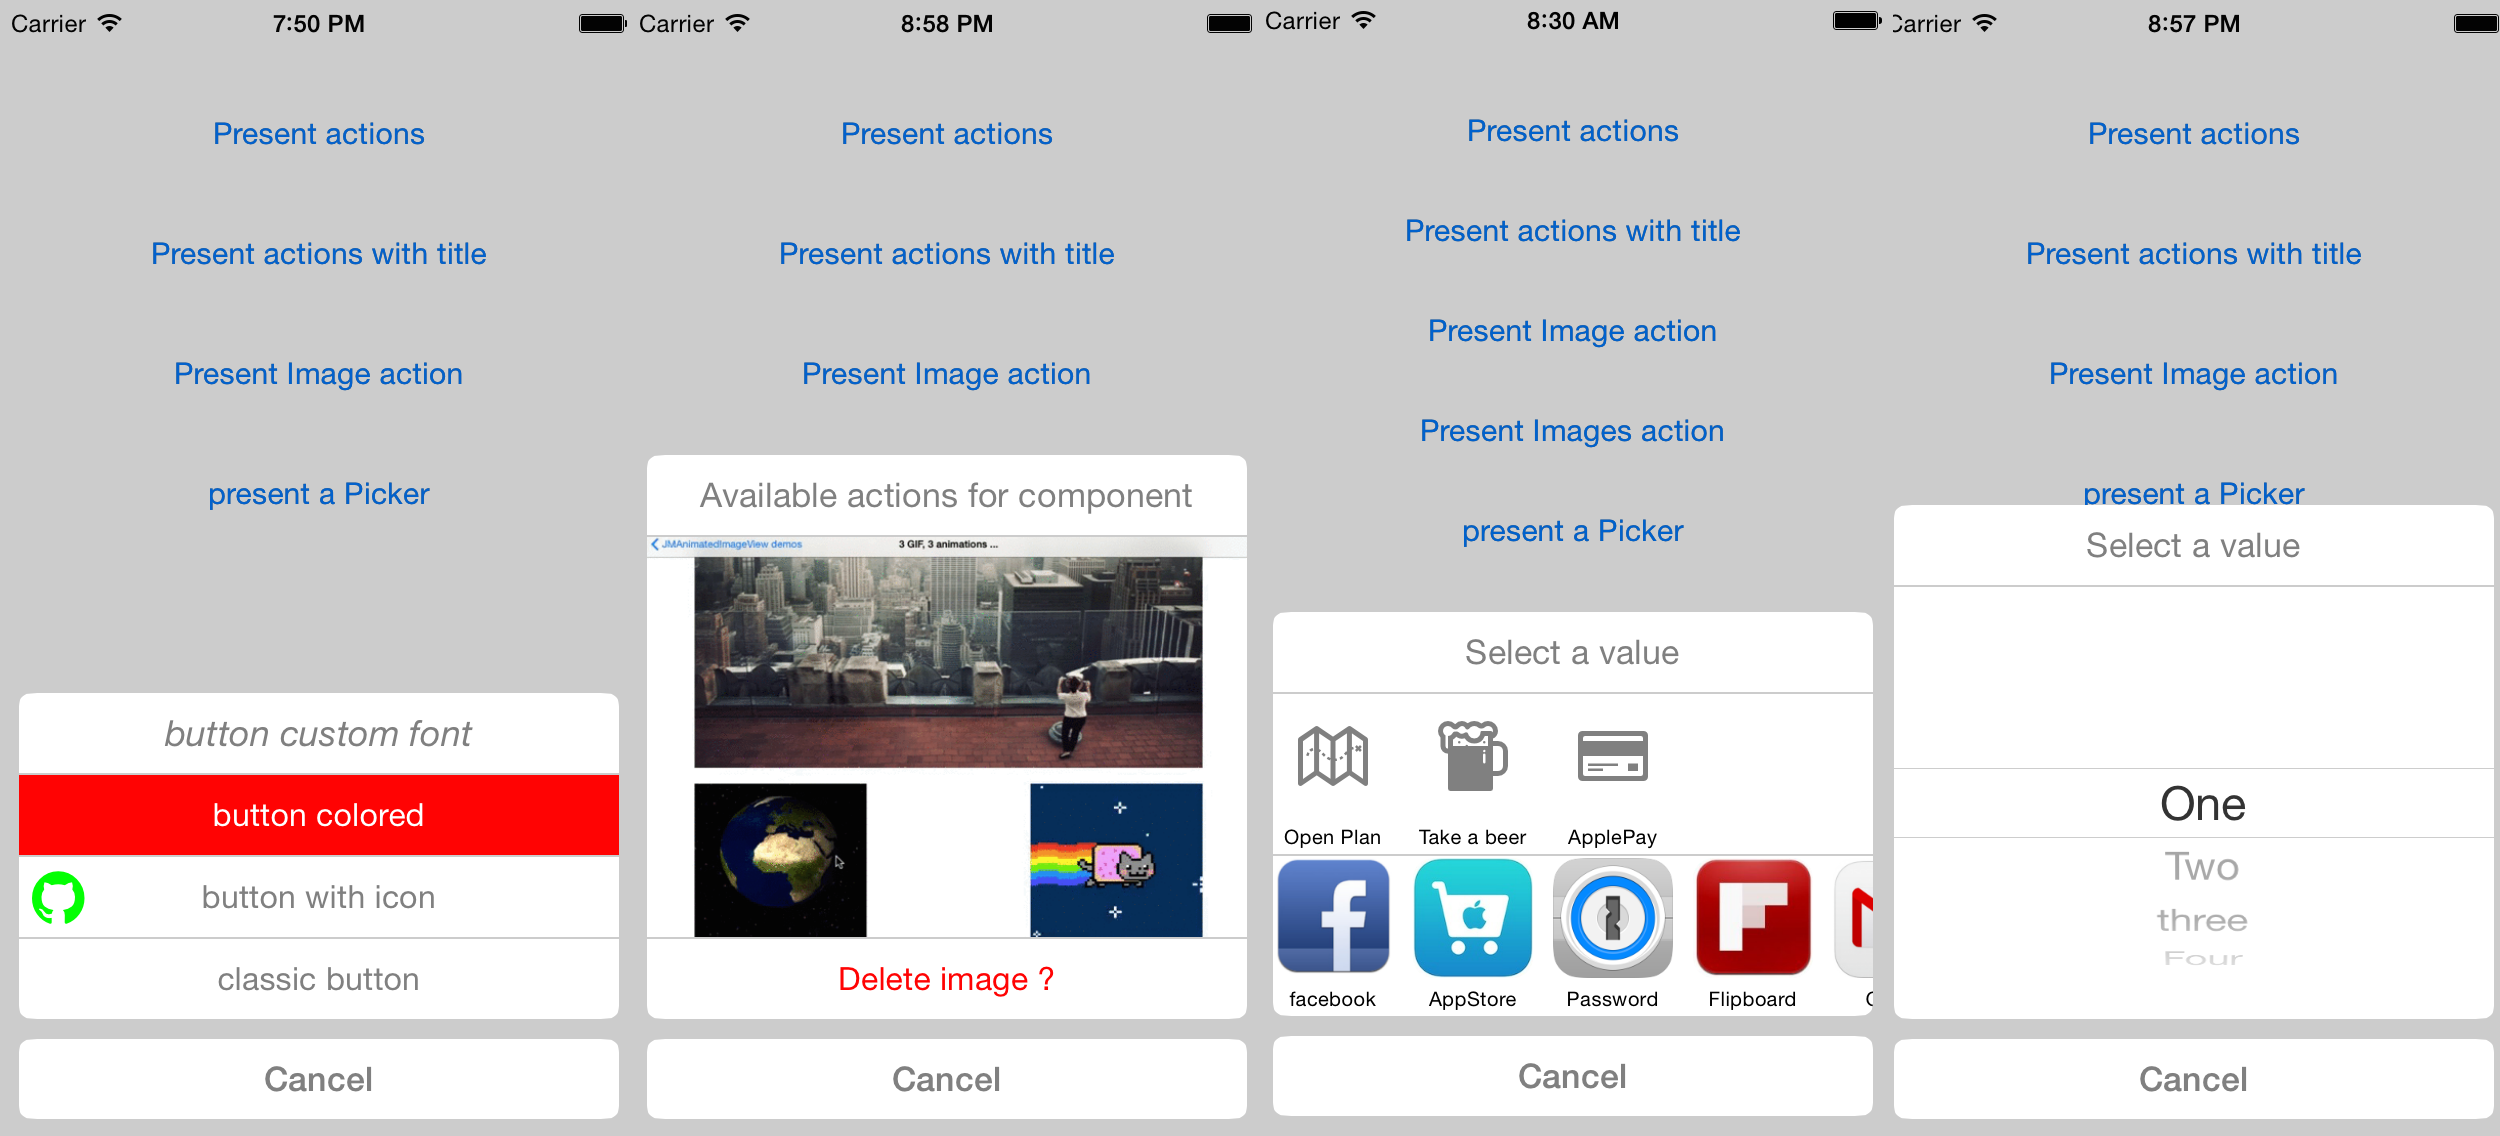 Carrier
7:50 PM
Present actions
Present actions with title
Present Image action
present a Picker
button custom font
button colored
button with icon
classic button
Cancel
Carrier
8:58 PM
Present actions
Present actions with title
Present Image action
Available actions for component
JMAnimatedImageView demos
3 GIF, 3 animations ...
Delete image ?
Cancel
Carrier
8:30 AM
Present actions
Present actions with title
Present Image action
Present Images action
present a Picker
Select a value
Open Plan
Take a beer
ApplePay
facebook
AppStore
Password
Flipboard
Cancel
Carrier
8:57 PM
Present actions
Present actions with title
Present Image action
present a Picker
Select a value
One
Two
three
Four
Cancel